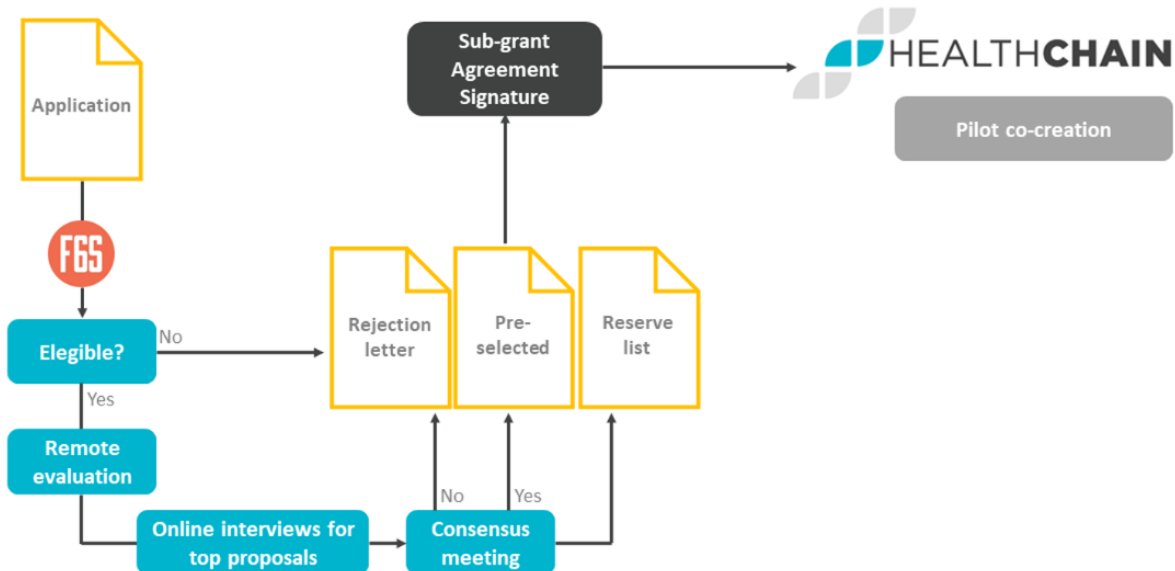 Application
F6S
Elegible?
No
Yes
Remote
evaluation
Online interviews for
top proposals
Consensus
meeting
No
Yes
Rejection
letter
Pre-
selected
Reserve
list
Sub-grant
Agreement
Signature
HEALTHCHAIN
Pilot co-creation